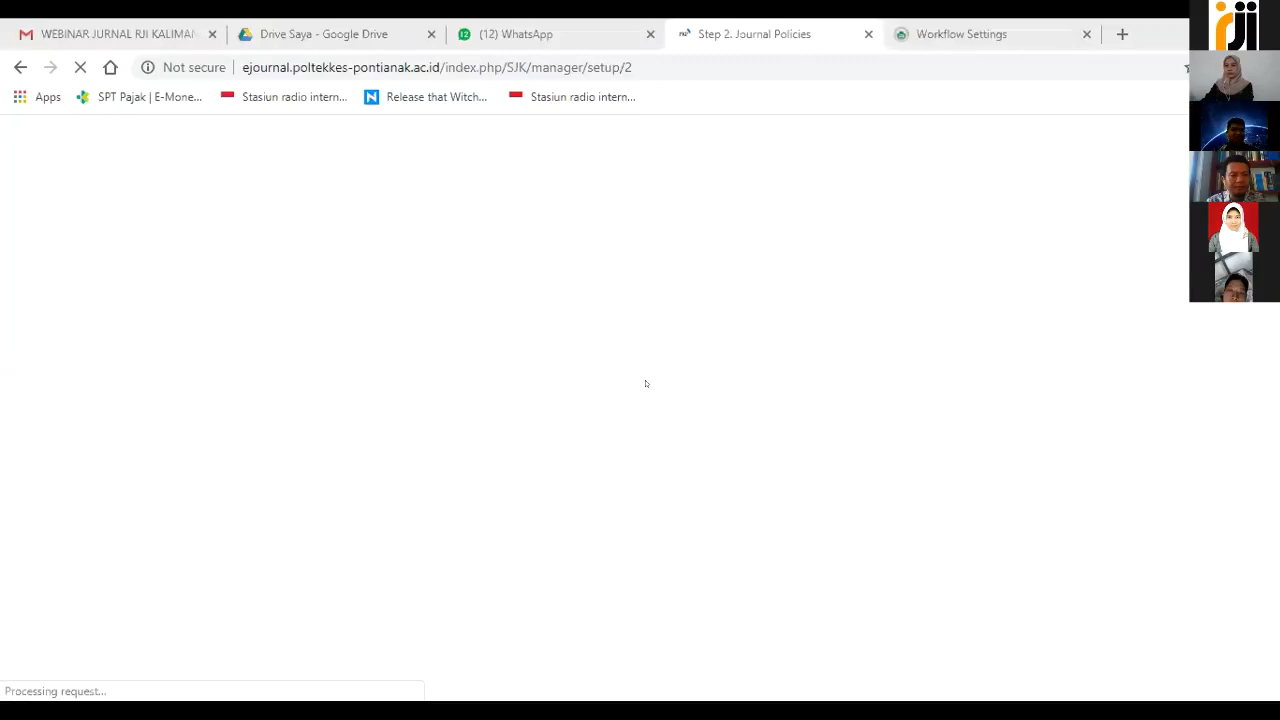 WEBINAR JURNAL RJI KALIMAN
Drive Saya - Google Drive
(12) WhatsApp
Step 2. Journal Policies
Workflow Settings
Not secure
ejournal.poltekkes-pontianak.ac.id/index.php/SJK/manager/setup/2
Apps
SPT Pajak | E-Mone...
Stasiun radio intern...
Release that Witch...
Stasiun radio intern...
rji
Processing request...